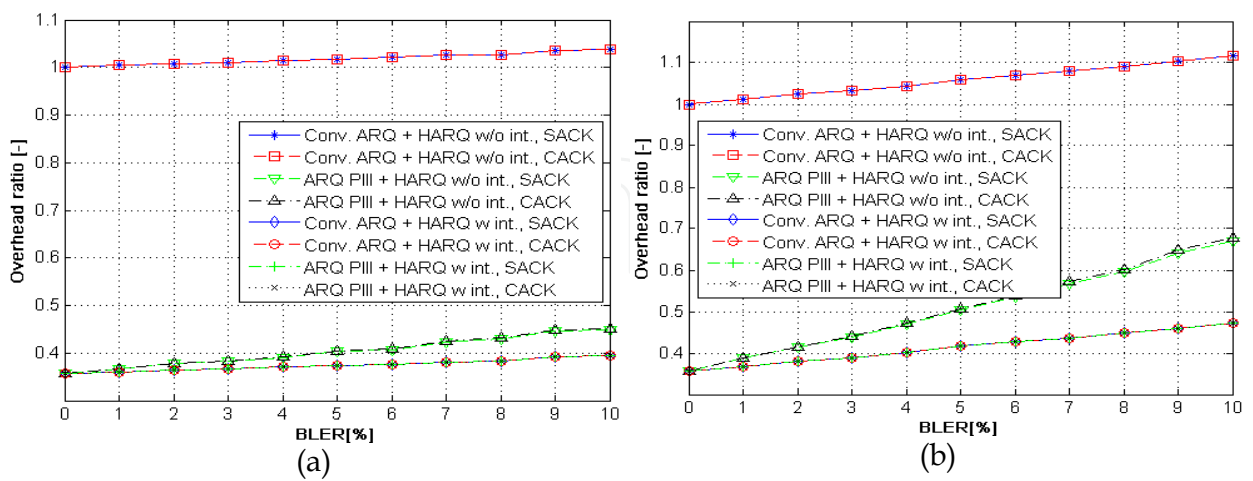 1.1
1
0.9
0.8
0.7
0.6
0.5
0.4
Overhead ratio [-]
Conv. ARQ + HARQ w/o int., SACK
Conv. ARQ + HARQ w/o int., CACK
ARQ PIII + HARQ w/o int., SACK
ARQ PIII + HARQ w/o int., CACK
Conv. ARQ + HARQ w int., SACK
Conv. ARQ + HARQ w int., CACK
ARQ PIII + HARQ w int., SACK
ARQ PIII + HARQ w int., CACK
0 1 2 3 4 5 6 7 8 9 10
BLER[%]
(a)
1.1
1
0.9
0.8
0.7
0.6
0.5
0.4
Overhead ratio [-]
Conv. ARQ + HARQ w/o int., SACK
Conv. ARQ + HARQ w/o int., CACK
ARQ PIII + HARQ w/o int., SACK
ARQ PIII + HARQ w/o int., CACK
Conv. ARQ + HARQ w int., SACK
Conv. ARQ + HARQ w int., CACK
ARQ PIII + HARQ w int., SACK
ARQ PIII + HARQ w int., CACK
0 1 2 3 4 5 6 7 8 9 10
BLER[%]
(b)